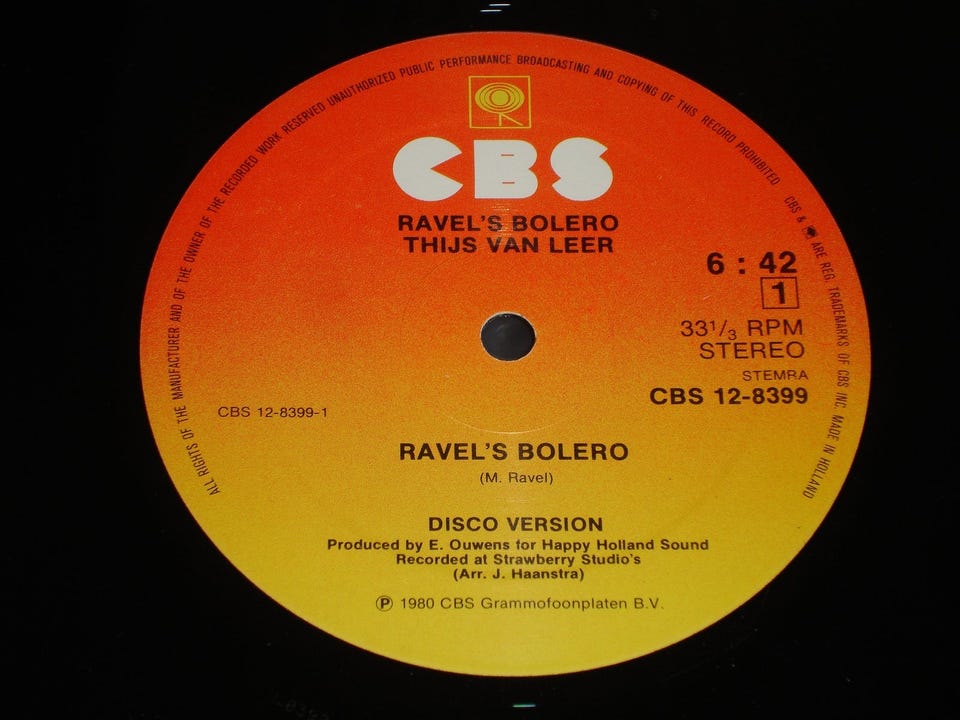 ALL RIGHTS OF THE MANUFACTURER AND OF THE OWNER OF THE RECORDED WORK RESERVED UNAUTHORIZED PUBLIC PERFORMANCE BROADCASTING AND COPYING OF THIS RECORD PROHIBITED
CBS & ARE REG. TRADEMARKS OF CBS INC. MADE IN HOLLAND
CBS
RAVEL'S BOLERO
THIJS VAN LEER
6 : 42
1
33 1/3 RPM
STEREO
STEMRA
CBS 12-8399
CBS 12-8399-1
RAVEL'S BOLERO
(M. Ravel)
DISCO VERSION
Produced by E. Ouwens for Happy Holland Sound
Recorded at Strawberry Studio's
(Arr. J. Haanstra)
Ⓟ 1980 CBS Grammofoonplaten B.V.